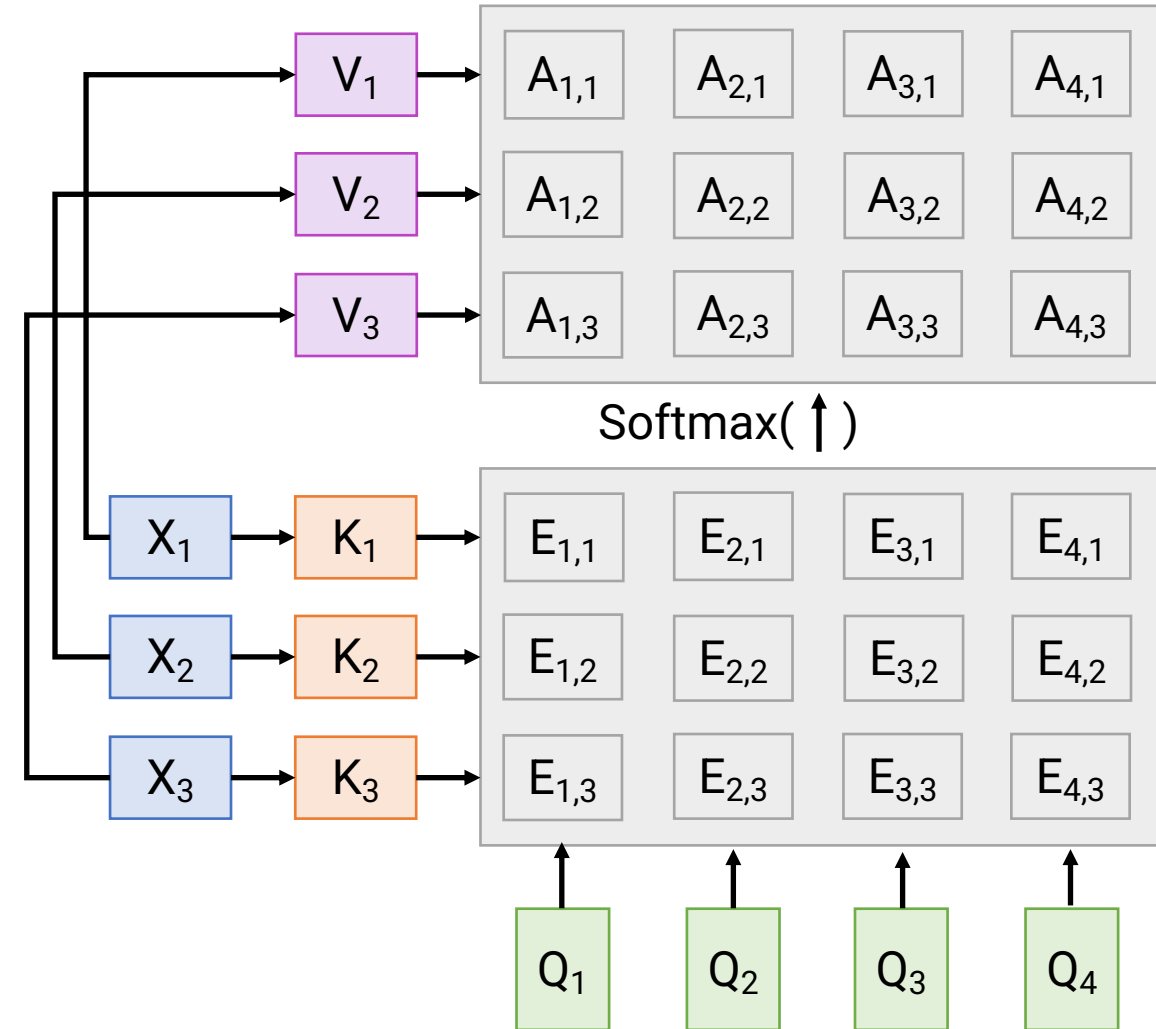 V1 A1,1 A2,1 A3,1 A4,1
V2 A1,2 A2,2 A3,2 A4,2
V3 A1,3 A2,3 A3,3 A4,3
Softmax( ↑ )
X1 K1 E1,1 E2,1 E3,1 E4,1
X2 K2 E1,2 E2,2 E3,2 E4,2
X3 K3 E1,3 E2,3 E3,3 E4,3
Q1 Q2 Q3 Q4